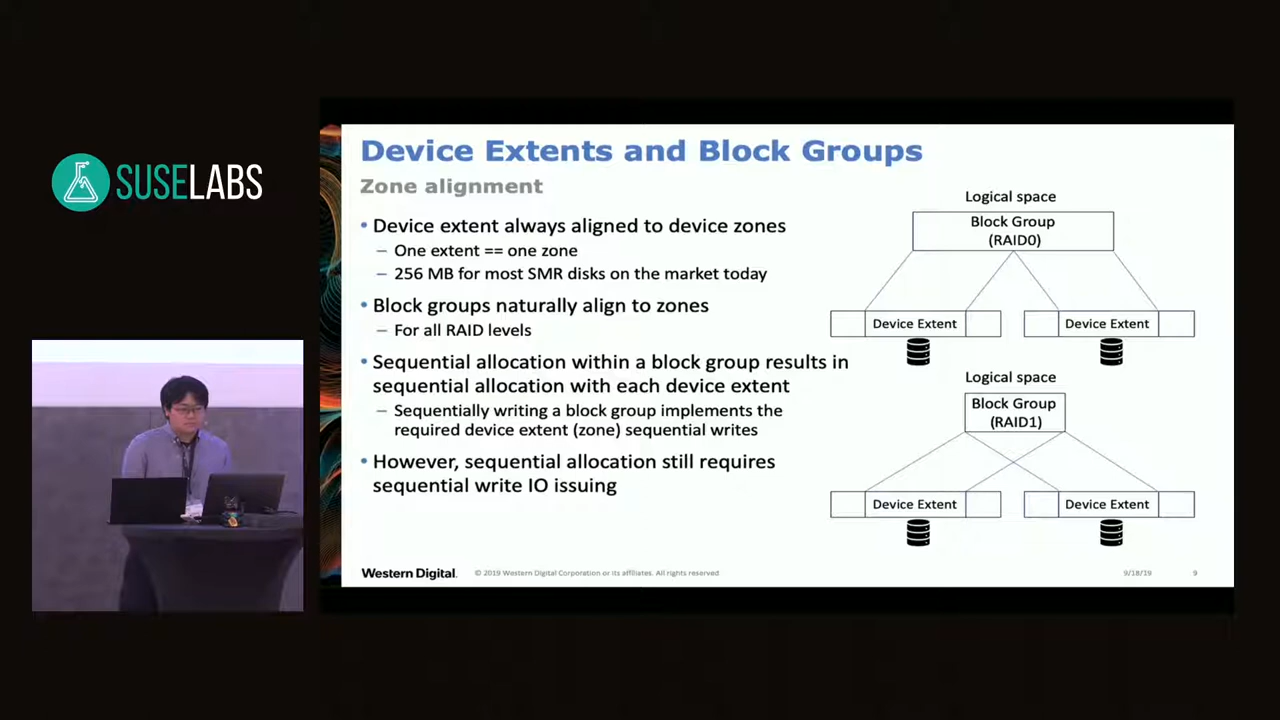 SUSELABS
Device Extents and Block Groups
Zone alignment
• Device extent always aligned to device zones
– One extent == one zone
– 256 MB for most SMR disks on the market today
• Block groups naturally align to zones
– For all RAID levels
• Sequential allocation within a block group results in
sequential allocation with each device extent
– Sequentially writing a block group implements the
required device extent (zone) sequential writes
• However, sequential allocation still requires
sequential write IO issuing
Logical space
Block Group
(RAID0)
Device Extent
Device Extent
Logical space
Block Group
(RAID1)
Device Extent
Device Extent
Western Digital.
© 2019 Western Digital Corporation or its affiliates. All rights reserved
9/18/19
9